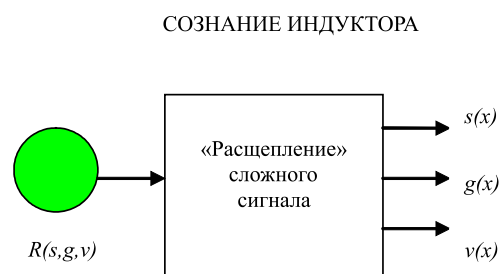 СОЗНАНИЕ ИНДУКТОРА
«Расщепление»
сложного
сигнала
s(x)
g(x)
v(x)
R(s,g,v)